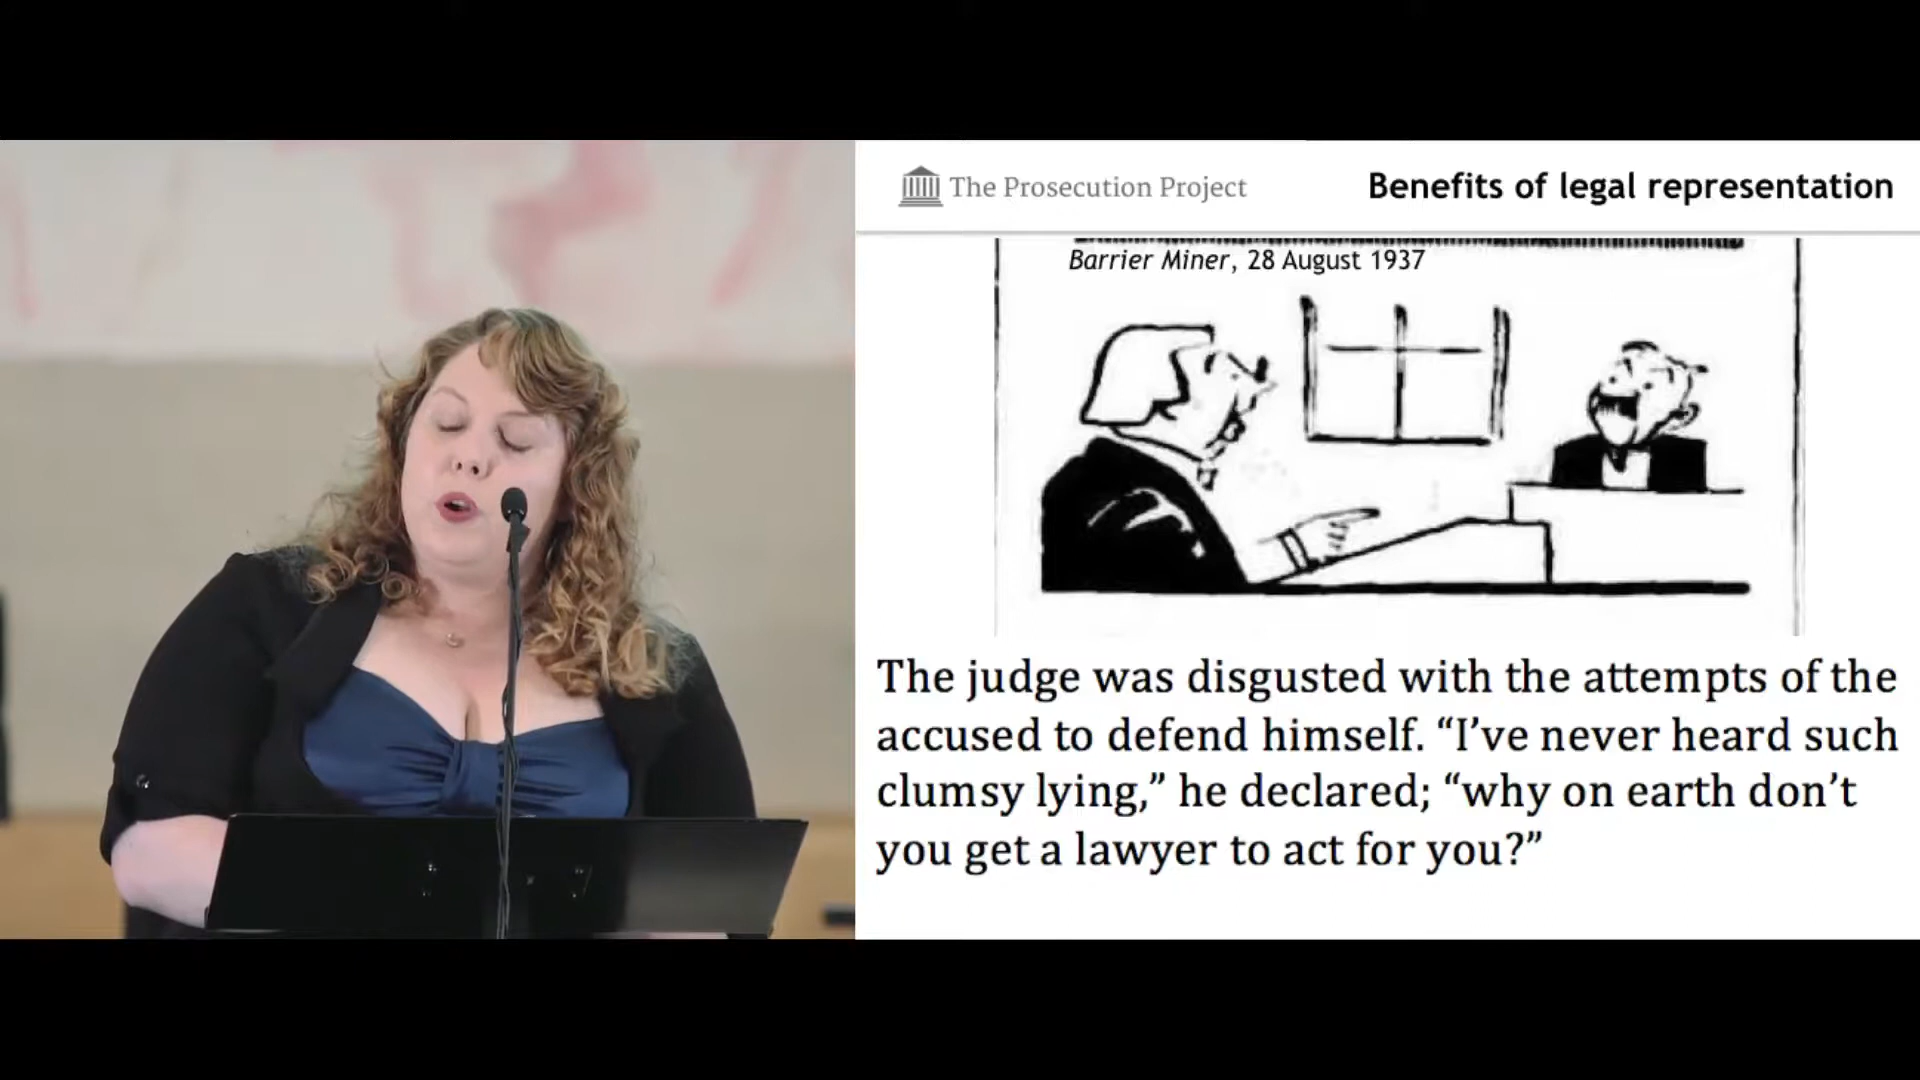 The Prosecution Project
Benefits of legal representation
Barrier Miner, 28 August 1937
The judge was disgusted with the attempts of the
accused to defend himself. “I’ve never heard such
clumsy lying,” he declared; “why on earth don’t
you get a lawyer to act for you?”